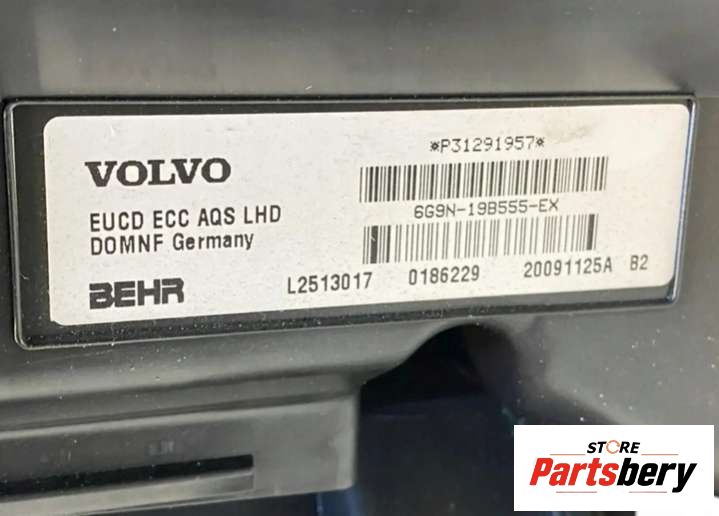 VOLVO
*P31291957*
EUCD ECC AQS LHD
DOMNF Germany
6G9N-19B555-EX
BEHR
L2513017 0186229 20091125A B2
STORE
Partsbery